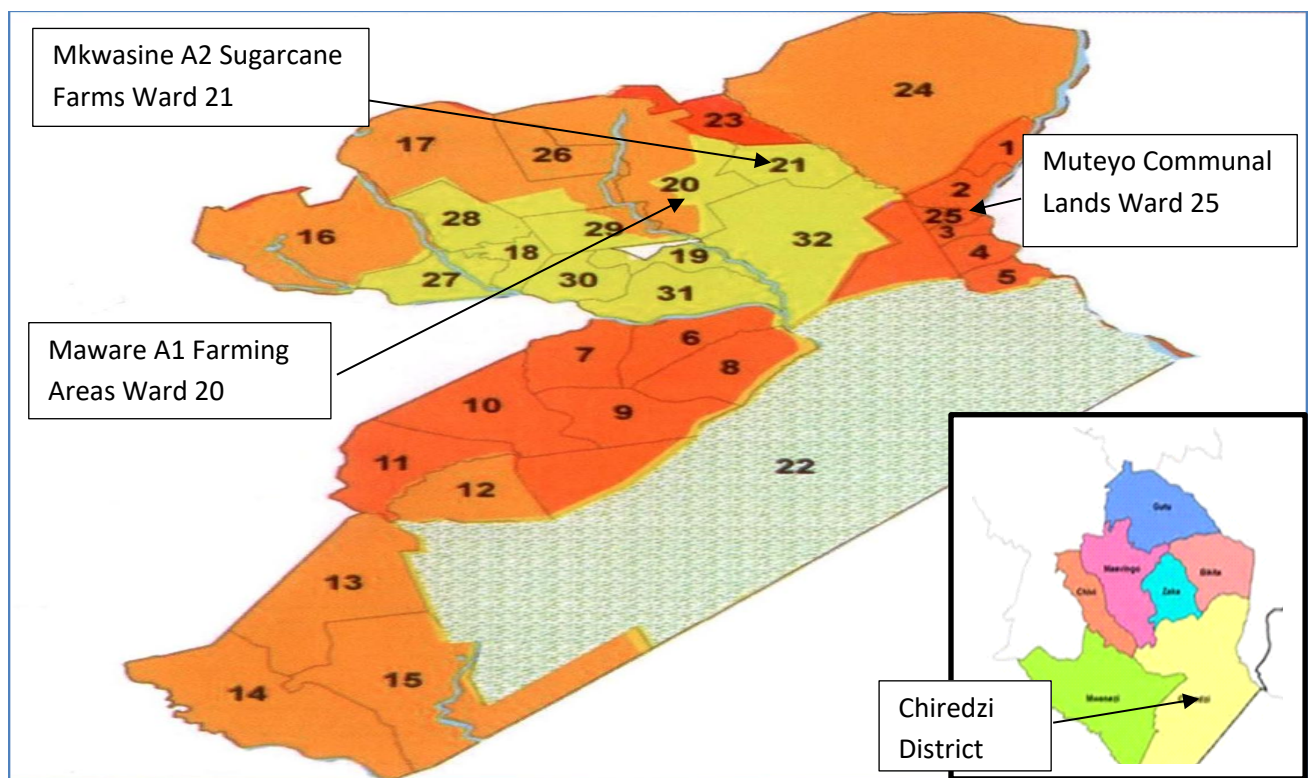 Mkwasine A2 Sugarcane
Farms Ward 21
24
23
1
17
26
21
Muteyo Communal
Lands Ward 25
2
20
25
3
28
29
16
32
4
18
19
5
27
30
31
Maware A1 Farming
Areas Ward 20
6
7
8
10
9
11
12
22
13
14
15
Gutu
Masvingo
Bikita
Zaka
Chivi
Mwenezi
Chiredzi
Chiredzi
District